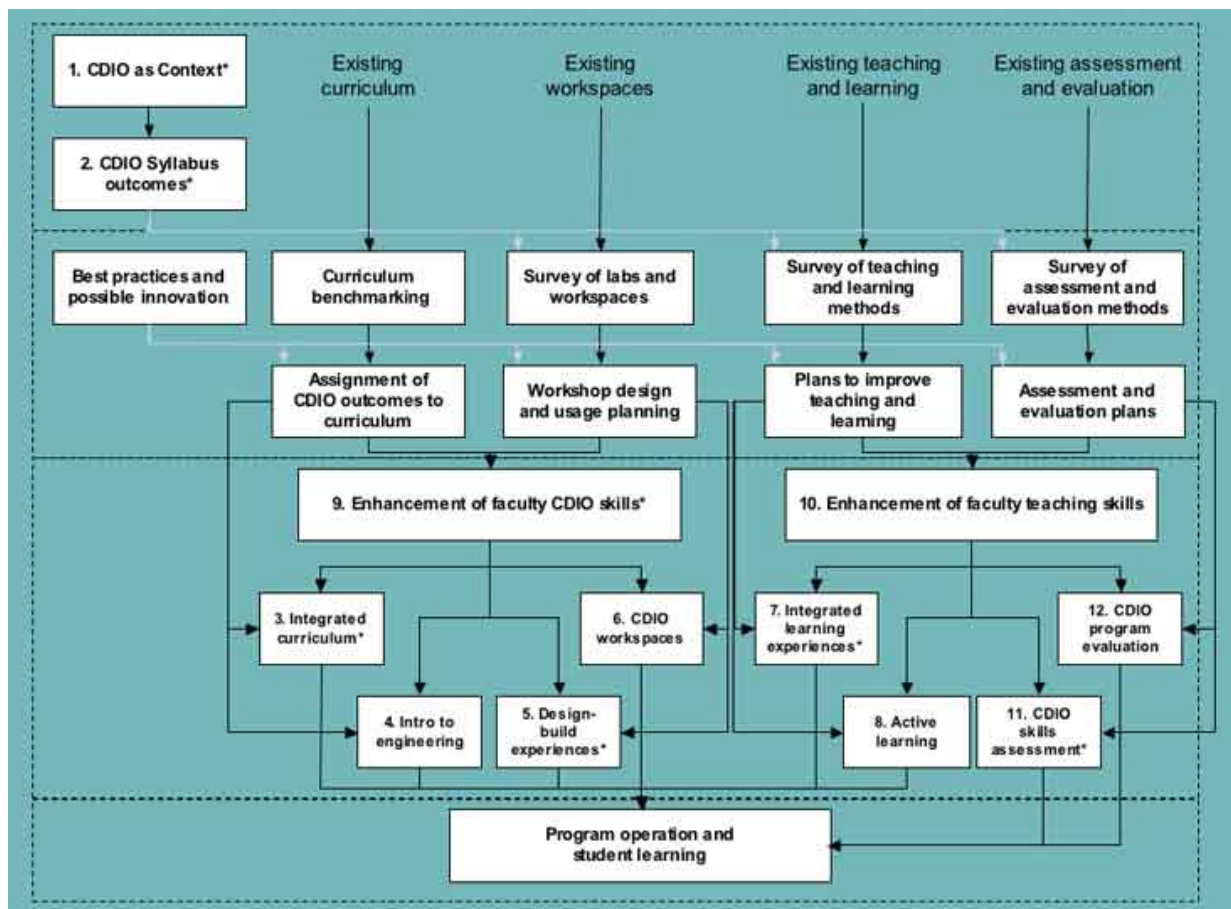 1. CDIO as Context*
Existing
curriculum
Existing
workspaces
Existing teaching
and learning
Existing assessment
and evaluation
2. CDIO Syllabus
outcomes*
Best practices and
possible innovation
Curriculum
benchmarking
Survey of labs and
workspaces
Survey of teaching
and learning
methods
Survey of
assessment and
evaluation methods
Assignment of
CDIO outcomes to
curriculum
Workshop design
and usage planning
Plans to improve
teaching and
learning
Assessment and
evaluation plans
9. Enhancement of faculty CDIO skills*
10. Enhancement of faculty teaching skills
3. Integrated
curriculum*
6. CDIO
workspaces
7. Integrated
learning
experiences*
12. CDIO
program
evaluation
4. Intro to
engineering
5. Design-
build
experiences*
8. Active
learning
11. CDIO
skills
assessment*
Program operation and
student learning